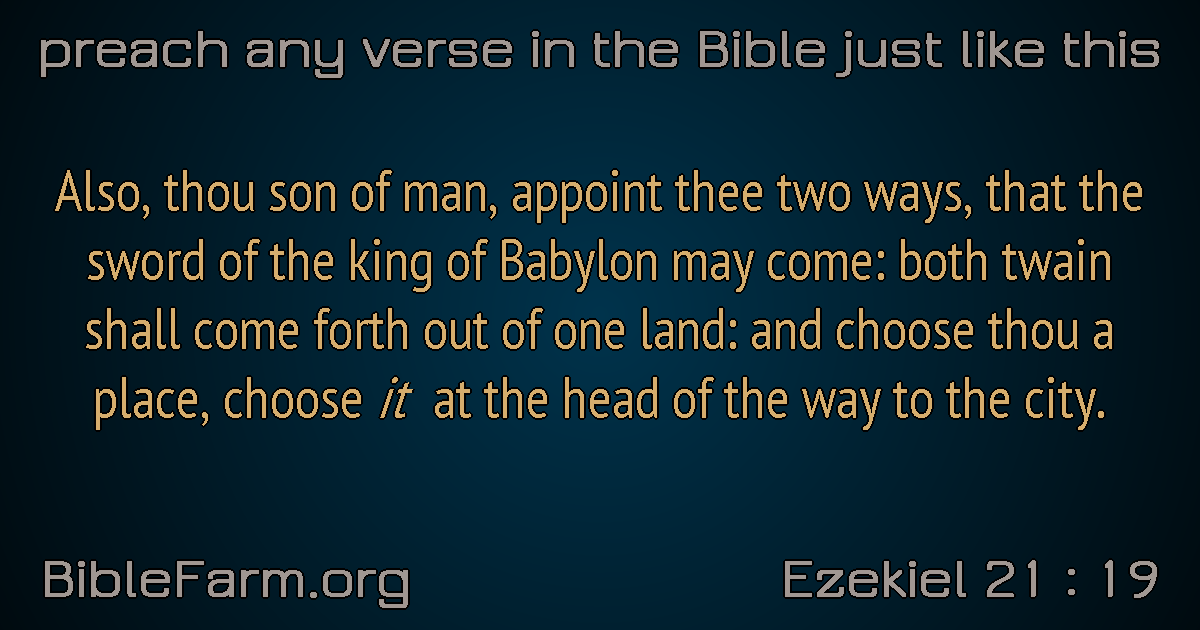 preach any verse in the Bible just like this
Also, thou son of man, appoint thee two ways, that the
sword of the king of Babylon may come: both twain
shall come forth out of one land: and choose thou a
place, choose it at the head of the way to the city.
BibleFarm.org
Ezekiel 21 : 19